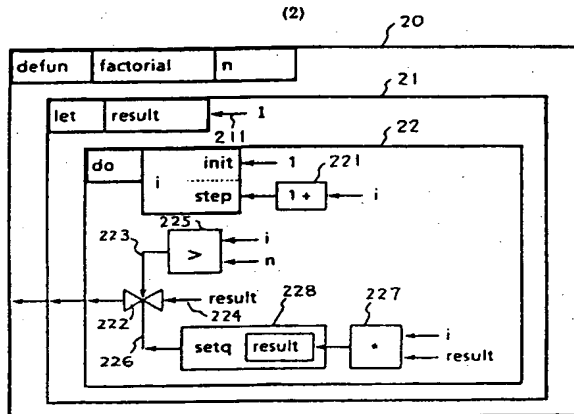 (2)
20
defun factorial n
21
let result 1
211
22
do i init 1
221
step 1 + i
225
223
i
> n
222 result
224
228
227
226
setq result * i
result